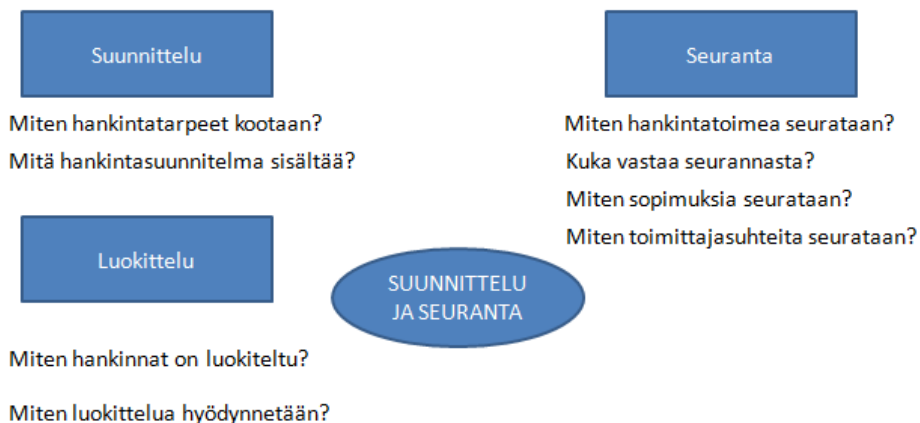 Suunnittelu
Miten hankintatarpeet kootaan?
Mitä hankintasuunnitelma sisältää?
Luokittelu
Miten hankinnat on luokiteltu?
Miten luokittelua hyödynnetään?
SUUNNITTELU
JA SEURANTA
Seuranta
Miten hankintatoimea seurataan?
Kuka vastaa seurannasta?
Miten sopimuksia seurataan?
Miten toimittajasuhteita seurataan?